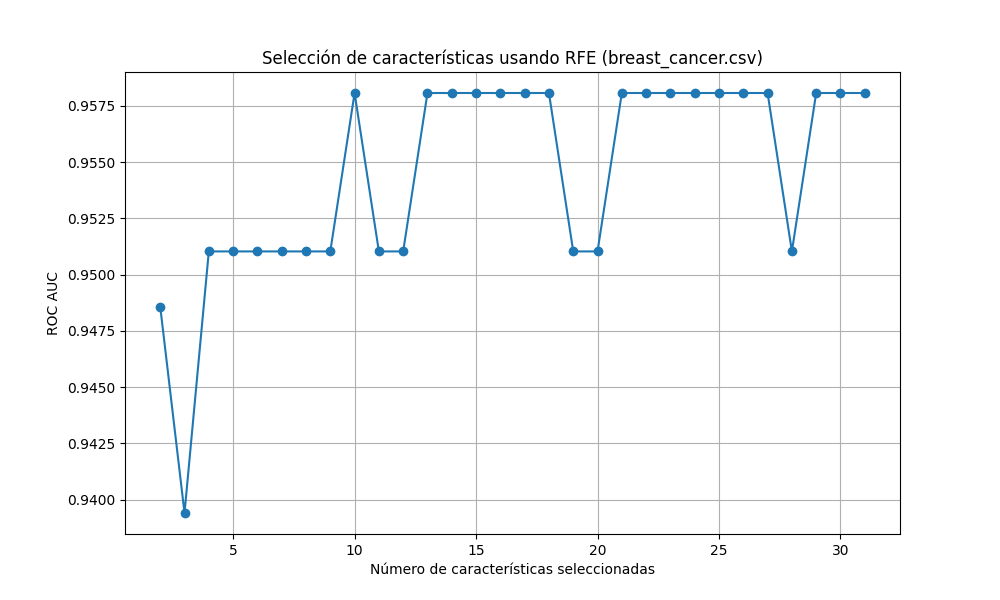 Selección de características usando RFE (breast_cancer.csv)
0.9575
0.9550
0.9525
0.9500
0.9475
0.9450
0.9425
0.9400
ROC AUC
5 10 15 20 25 30
Número de características seleccionadas